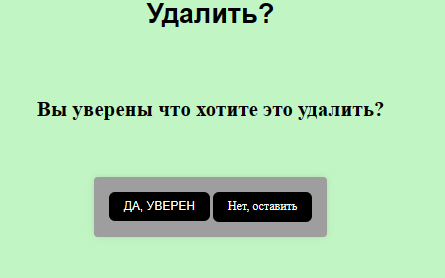 Удалить?
Вы уверены что хотите это удалить?
ДА, УВЕРЕН Нет, оставить